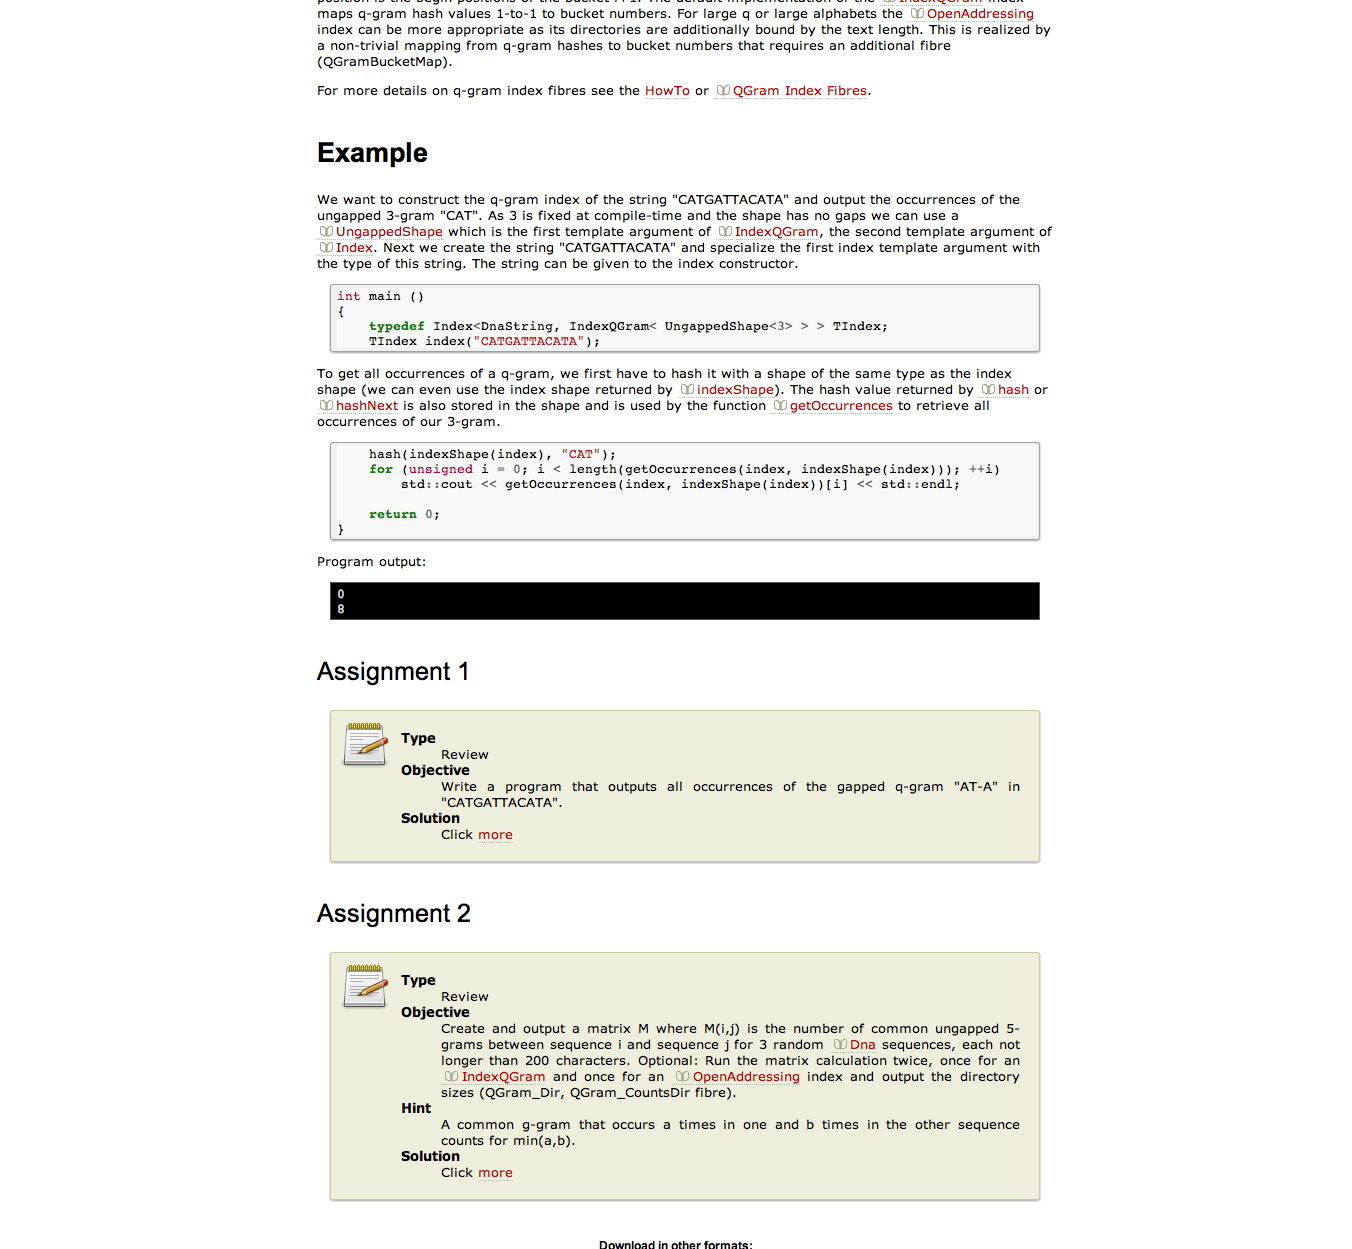 maps q-gram hash values 1-to-1 to bucket numbers. For large q or large alphabets the OpenAddressing
index can be more appropriate as its directories are additionally bound by the text length. This is realized by
a non-trivial mapping from q-gram hashes to bucket numbers that requires an additional fibre
(QGramBucketMap).
For more details on q-gram index fibres see the HowTo or QGram Index Fibres.
Example
We want to construct the q-gram index of the string "CATGATTACATA" and output the occurrences of the
ungapped 3-gram "CAT". As 3 is fixed at compile-time and the shape has no gaps we can use a
UngappedShape which is the first template argument of IndexQGram, the second template argument of
Index. Next we create the string "CATGATTACATA" and specialize the first index template argument with
the type of this string. The string can be given to the index constructor.
int main ()
{
    typedef Index<DnaString, IndexQGram< UngappedShape<3> > > TIndex;
    TIndex index("CATGATTACATA");
To get all occurrences of a q-gram, we first have to hash it with a shape of the same type as the index
shape (we can even use the index shape returned by indexShape). The hash value returned by hash or
hashNext is also stored in the shape and is used by the function getOccurrences to retrieve all
occurrences of our 3-gram.
    hash(indexShape(index), "CAT");
    for (unsigned i = 0; i < length(getOccurrences(index, indexShape(index))); ++i)
        std::cout << getOccurrences(index, indexShape(index))[i] << std::endl;
    return 0;
}
Program output:
0
8
Assignment 1
Type
Review
Objective
Write a program that outputs all occurrences of the gapped q-gram "AT-A" in
"CATGATTACATA".
Solution
Click more
Assignment 2
Type
Review
Objective
Create and output a matrix M where M(i,j) is the number of common ungapped 5-
grams between sequence i and sequence j for 3 random Dna sequences, each not
longer than 200 characters. Optional: Run the matrix calculation twice, once for an
IndexQGram and once for an OpenAddressing index and output the directory
sizes (QGram_Dir, QGram_CountsDir fibre).
Hint
A common g-gram that occurs a times in one and b times in the other sequence
counts for min(a,b).
Solution
Click more
Download in other formats: